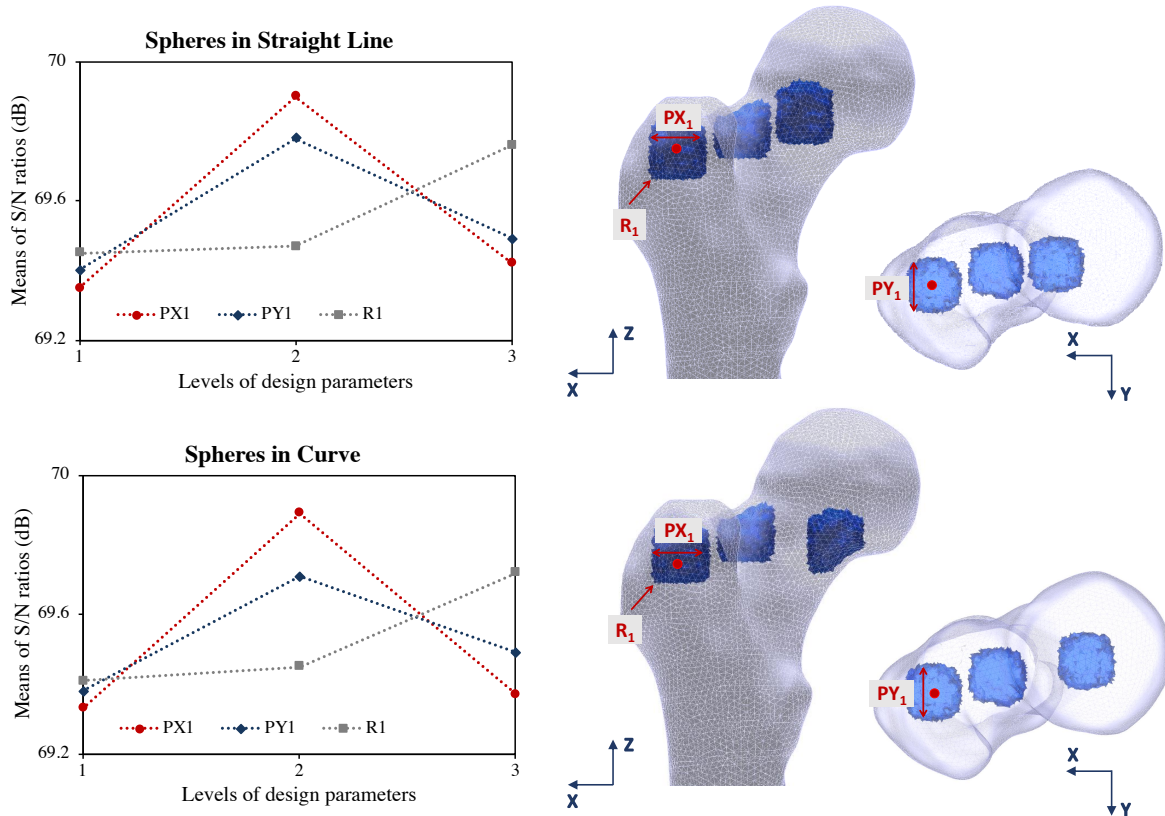 Spheres in Straight Line
70
69.6
69.2
Means of S/N ratios (dB)
PX1 PY1 R1
1 2 3
Levels of design parameters
PX₁
R₁
Z
X
PY₁
X
Y
Spheres in Curve
70
69.6
69.2
Means of S/N ratios (dB)
PX1 PY1 R1
1 2 3
Levels of design parameters
PX₁
R₁
Z
X
PY₁
X
Y